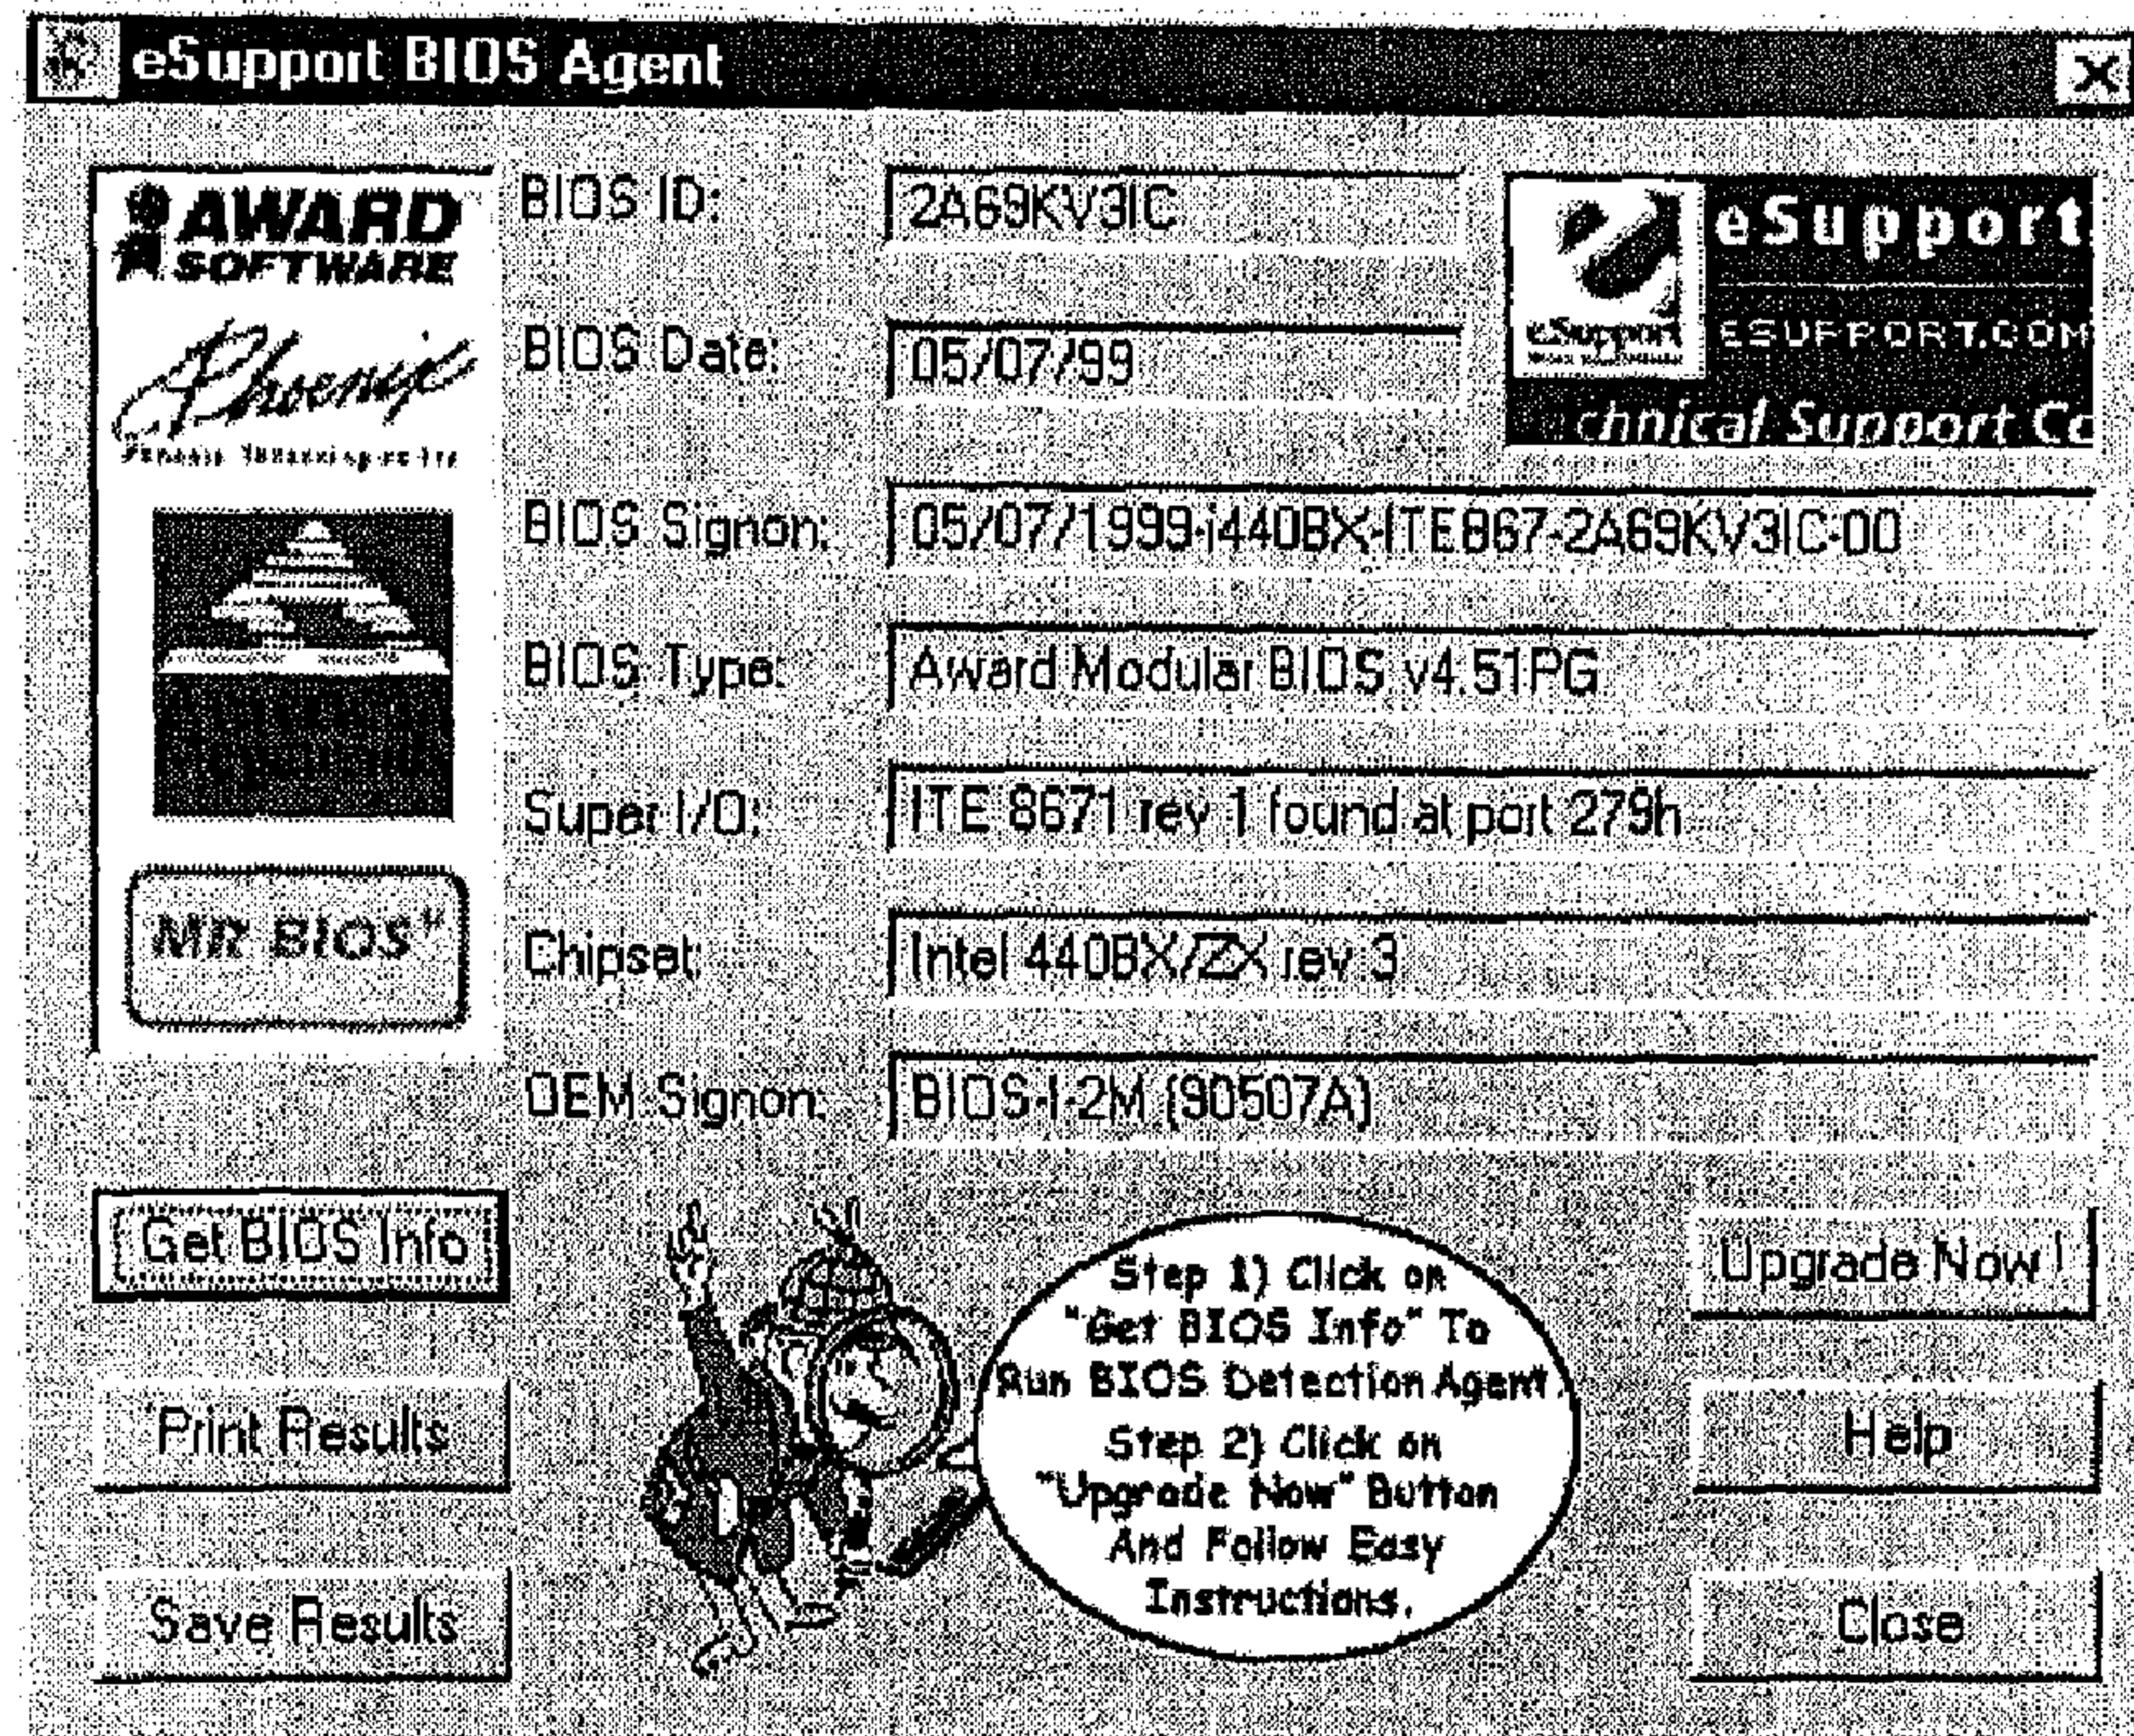 eSupport BIOS Agent
AWARD
SOFTWARE
Phoenix
MR BIOS
BIOS ID: 2A69KV3IC
BIOS Date: 05/07/99
eSupport
eSupport
ESUPPORT.COM
chnical Support Cc
BIOS Signon: 05/07/1999-i440BX-ITE867-2A69KV3IC-00
BIOS Type: Award Modular BIOS v4.51PG
Super I/O: ITE 8671 rev 1 found at port 279h
Chipset: Intel 440BX/ZX rev 3
OEM Signon: BIOS-I-2M (90507A)
Get BIOS Info
Print Results
Save Results
Step 1) Click on
"Get BIOS Info" To
Run BIOS Detection Agent.
Step 2) Click on
"Upgrade Now" Button
And Follow Easy
Instructions.
Upgrade Now !
Help
Close